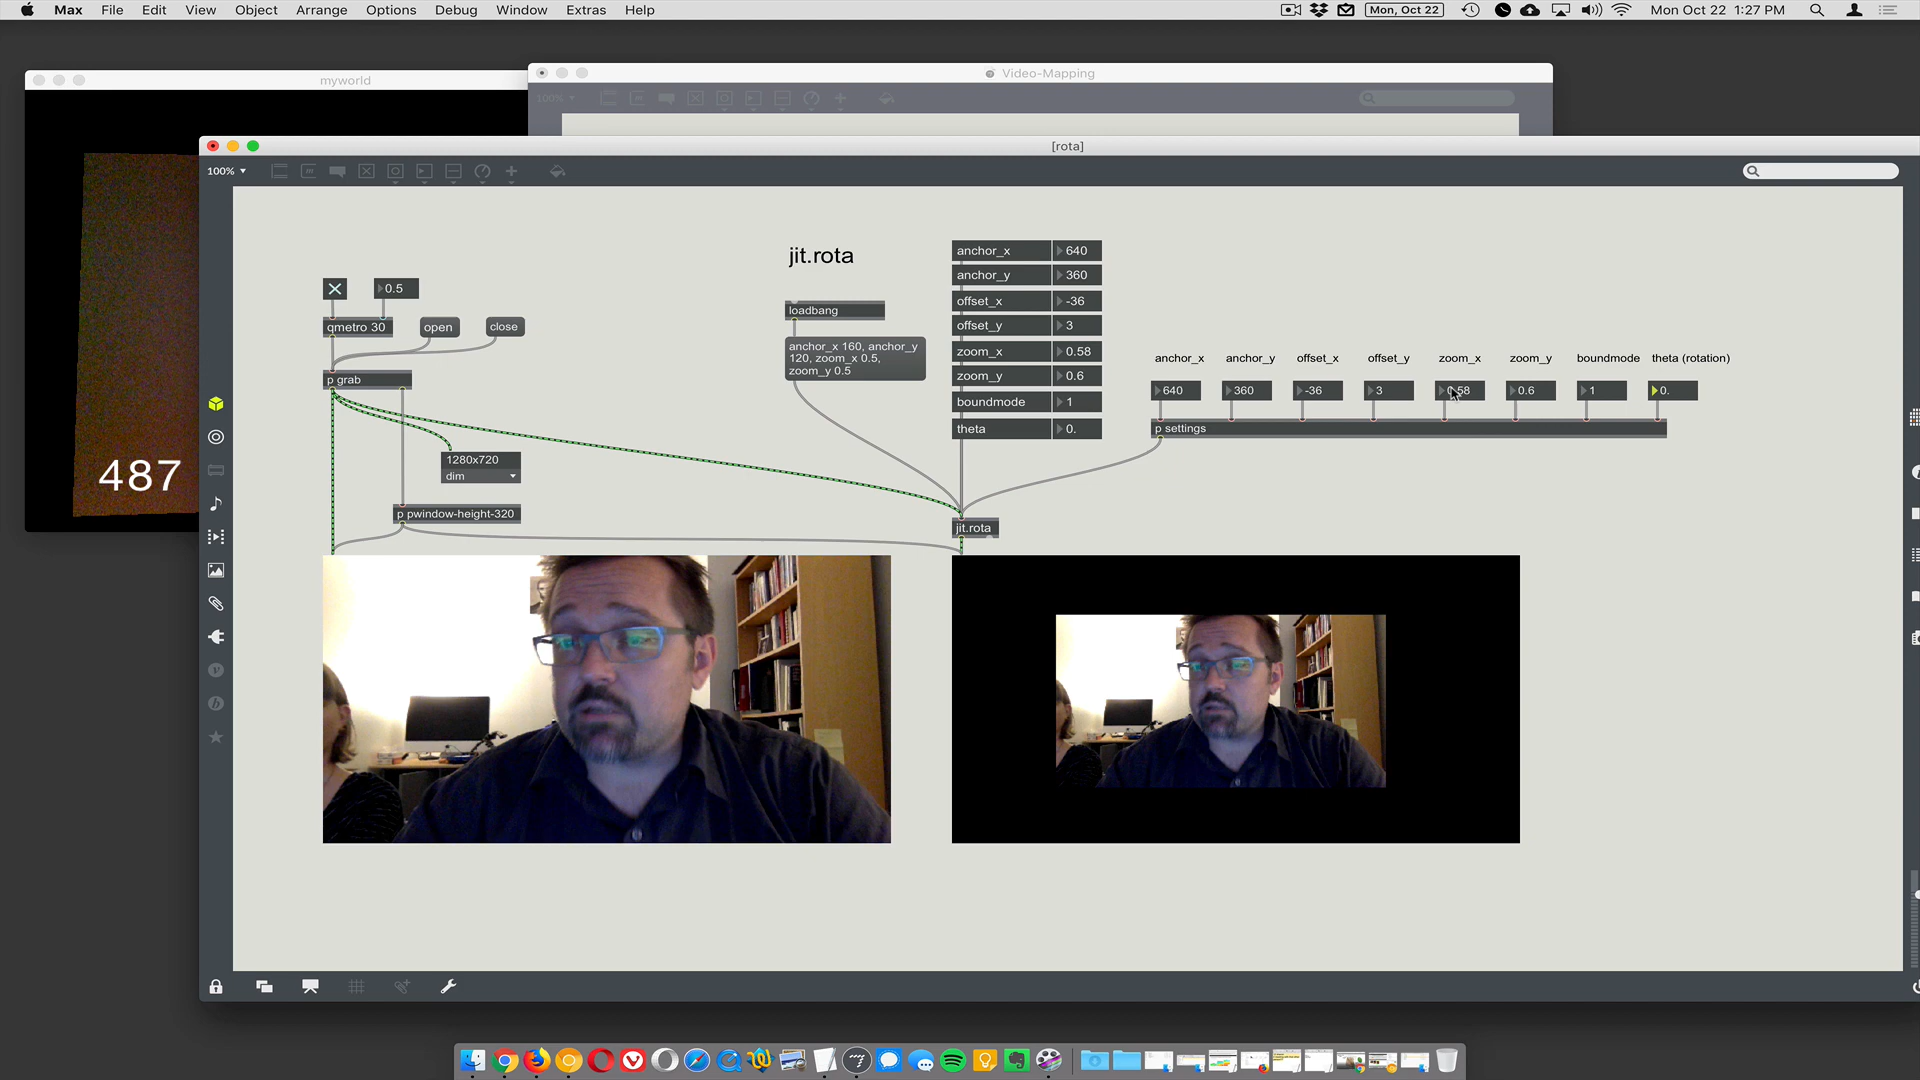 Max File Edit View Object Arrange Options Debug Window Extras Help
Mon, Oct 22
Mon Oct 22 1:27 PM
myworld
Video-Mapping
100%
[rota]
100%
jit.rota
anchor_x 640
anchor_y 360
offset_x -36
offset_y 3
zoom_x 0.58
zoom_y 0.6
boundmode 1
theta 0.
0.5
qmetro 30
open
close
p grab
loadbang
anchor_x 160, anchor_y
120, zoom_x 0.5,
zoom_y 0.5
anchor_x anchor_y offset_x offset_y zoom_x zoom_y boundmode theta (rotation)
640 360 -36 3 0.58 0.6 1 0.
p settings
1280x720
dim
487
p pwindow-height-320
jit.rota